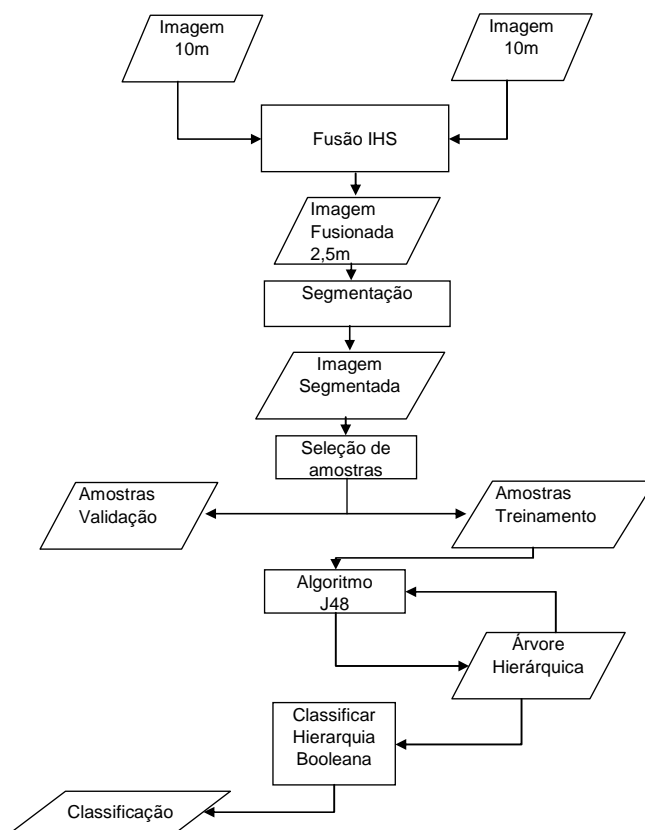 Imagem
10m
Imagem
10m
Fusão IHS
Imagem
Fusionada
2,5m
Segmentação
Imagem
Segmentada
Seleção de
amostras
Amostras
Validação
Amostras
Treinamento
Algoritmo
J48
Árvore
Hierárquica
Classificar
Hierarquia
Booleana
Classificação